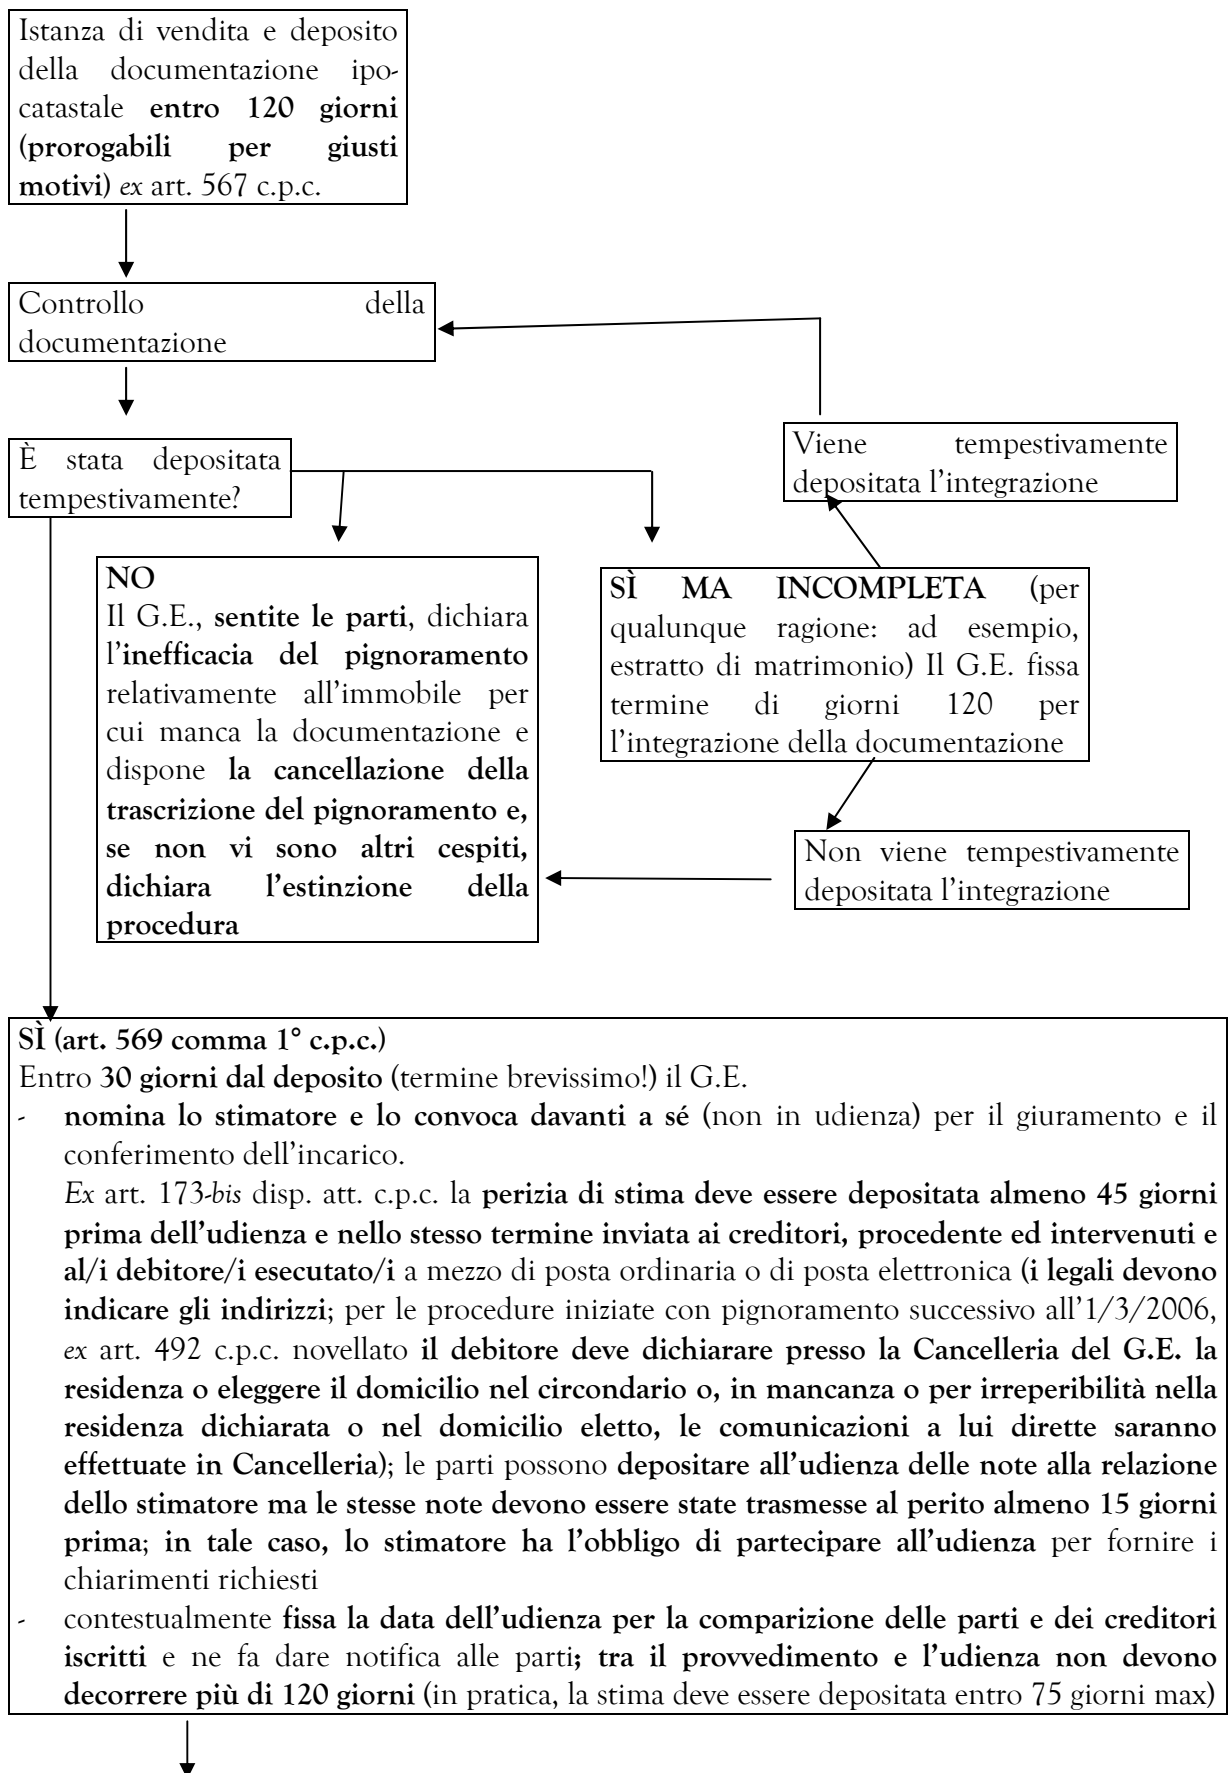 Istanza di vendita e deposito
della documentazione ipo-
catastale entro 120 giorni
(prorogabili per giusti
motivi) ex art. 567 c.p.c.
Controllo della
documentazione
È stata depositata
tempestivamente?
Viene tempestivamente
depositata l’integrazione
NO
Il G.E., sentite le parti, dichiara
l’inefficacia del pignoramento
relativamente all’immobile per
cui manca la documentazione e
dispone la cancellazione della
trascrizione del pignoramento e,
se non vi sono altri cespiti,
dichiara l’estinzione della
procedura
SÌ MA INCOMPLETA (per
qualunque ragione: ad esempio,
estratto di matrimonio) Il G.E. fissa
termine di giorni 120 per
l’integrazione della documentazione
Non viene tempestivamente
depositata l’integrazione
SÌ (art. 569 comma 1° c.p.c.)
Entro 30 giorni dal deposito (termine brevissimo!) il G.E.
- nomina lo stimatore e lo convoca davanti a sé (non in udienza) per il giuramento e il
conferimento dell’incarico.
Ex art. 173-bis disp. att. c.p.c. la perizia di stima deve essere depositata almeno 45 giorni
prima dell’udienza e nello stesso termine inviata ai creditori, procedente ed intervenuti e
al/i debitore/i esecutato/i a mezzo di posta ordinaria o di posta elettronica (i legali devono
indicare gli indirizzi; per le procedure iniziate con pignoramento successivo all’1/3/2006,
ex art. 492 c.p.c. novellato il debitore deve dichiarare presso la Cancelleria del G.E. la
residenza o eleggere il domicilio nel circondario o, in mancanza o per irreperibilità nella
residenza dichiarata o nel domicilio eletto, le comunicazioni a lui dirette saranno
effettuate in Cancelleria); le parti possono depositare all’udienza delle note alla relazione
dello stimatore ma le stesse note devono essere state trasmesse al perito almeno 15 giorni
prima; in tale caso, lo stimatore ha l’obbligo di partecipare all’udienza per fornire i
chiarimenti richiesti
- contestualmente fissa la data dell’udienza per la comparizione delle parti e dei creditori
iscritti e ne fa dare notifica alle parti; tra il provvedimento e l’udienza non devono
decorrere più di 120 giorni (in pratica, la stima deve essere depositata entro 75 giorni max)